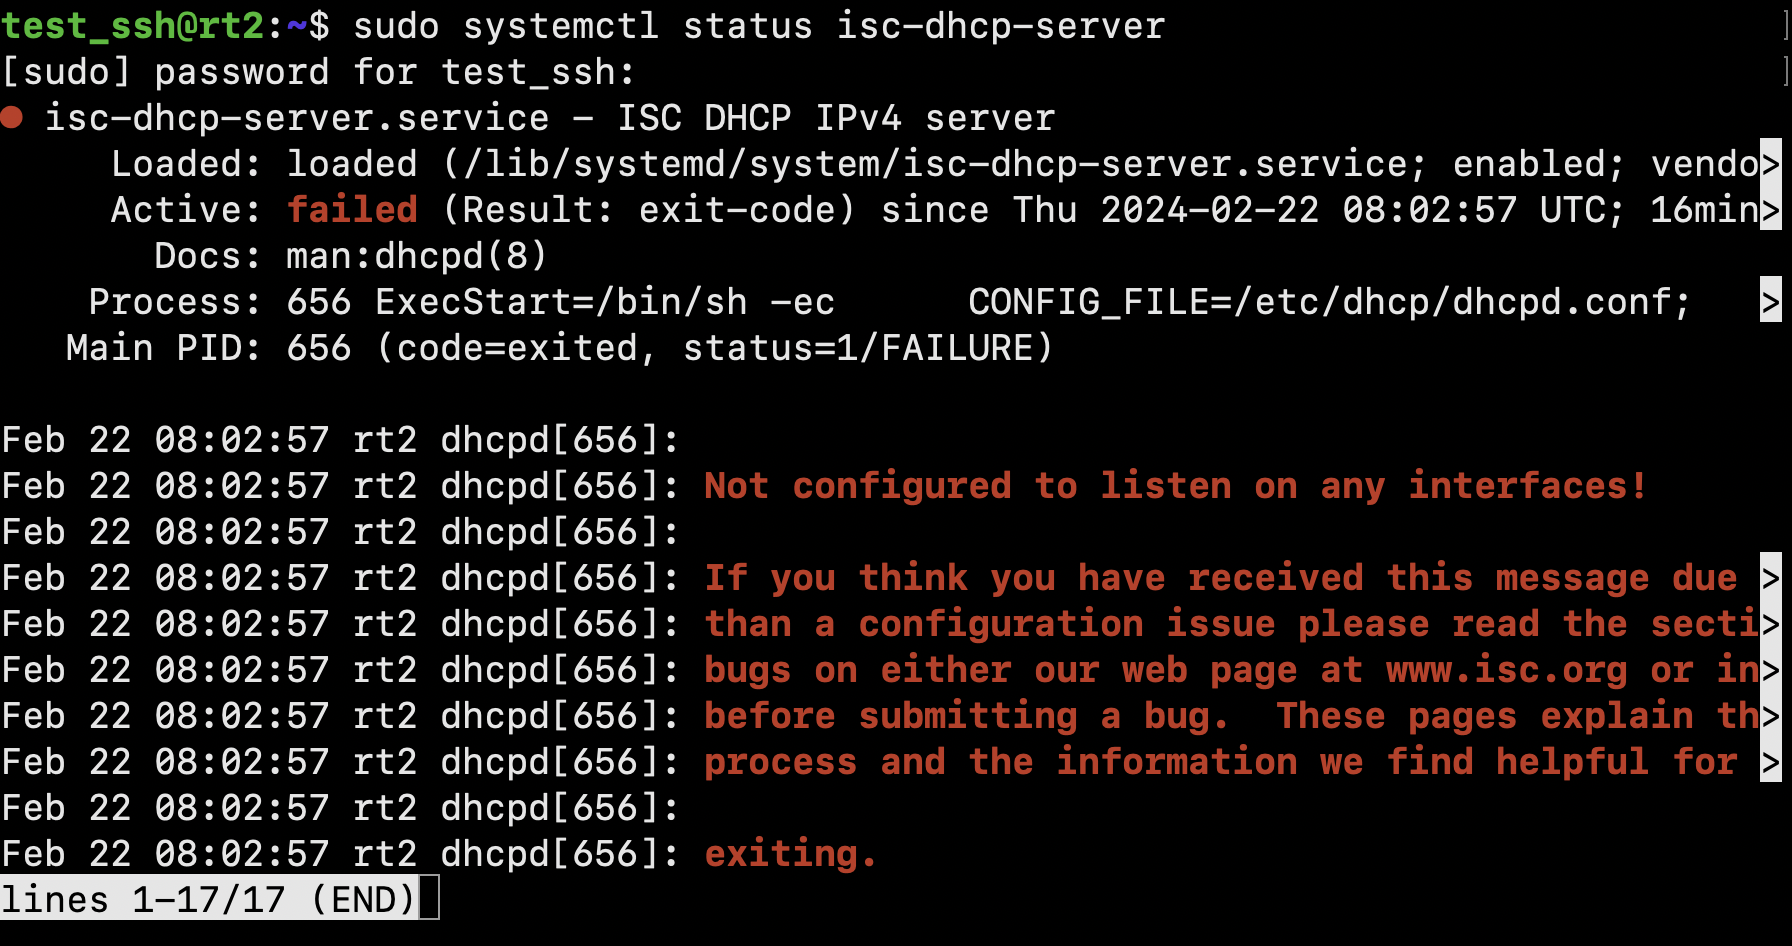 test_ssh@rt2:~$ sudo systemctl status isc-dhcp-server
[sudo] password for test_ssh:
● isc-dhcp-server.service - ISC DHCP IPv4 server
     Loaded: loaded (/lib/systemd/system/isc-dhcp-server.service; enabled; vendo>
     Active: failed (Result: exit-code) since Thu 2024-02-22 08:02:57 UTC; 16min>
       Docs: man:dhcpd(8)
    Process: 656 ExecStart=/bin/sh -ec      CONFIG_FILE=/etc/dhcp/dhcpd.conf;   >
   Main PID: 656 (code=exited, status=1/FAILURE)

Feb 22 08:02:57 rt2 dhcpd[656]:
Feb 22 08:02:57 rt2 dhcpd[656]: Not configured to listen on any interfaces!
Feb 22 08:02:57 rt2 dhcpd[656]:
Feb 22 08:02:57 rt2 dhcpd[656]: If you think you have received this message due >
Feb 22 08:02:57 rt2 dhcpd[656]: than a configuration issue please read the secti>
Feb 22 08:02:57 rt2 dhcpd[656]: bugs on either our web page at www.isc.org or in>
Feb 22 08:02:57 rt2 dhcpd[656]: before submitting a bug.  These pages explain th>
Feb 22 08:02:57 rt2 dhcpd[656]: process and the information we find helpful for >
Feb 22 08:02:57 rt2 dhcpd[656]:
Feb 22 08:02:57 rt2 dhcpd[656]: exiting.
lines 1-17/17 (END)